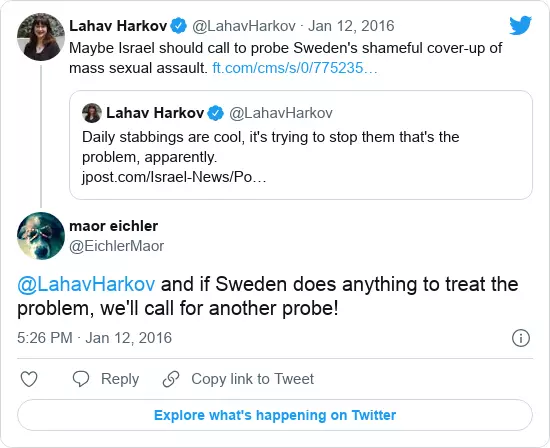 Lahav Harkov @LahavHarkov · Jan 12, 2016
Maybe Israel should call to probe Sweden's shameful cover-up of
mass sexual assault. ft.com/cms/s/0/775235…
Lahav Harkov @LahavHarkov
Daily stabbings are cool, it's trying to stop them that's the
problem, apparently.
jpost.com/Israel-News/Po…
maor eichler
@EichlerMaor
@LahavHarkov and if Sweden does anything to treat the
problem, we'll call for another probe!
5:26 PM · Jan 12, 2016
Reply Copy link to Tweet
Explore what's happening on Twitter